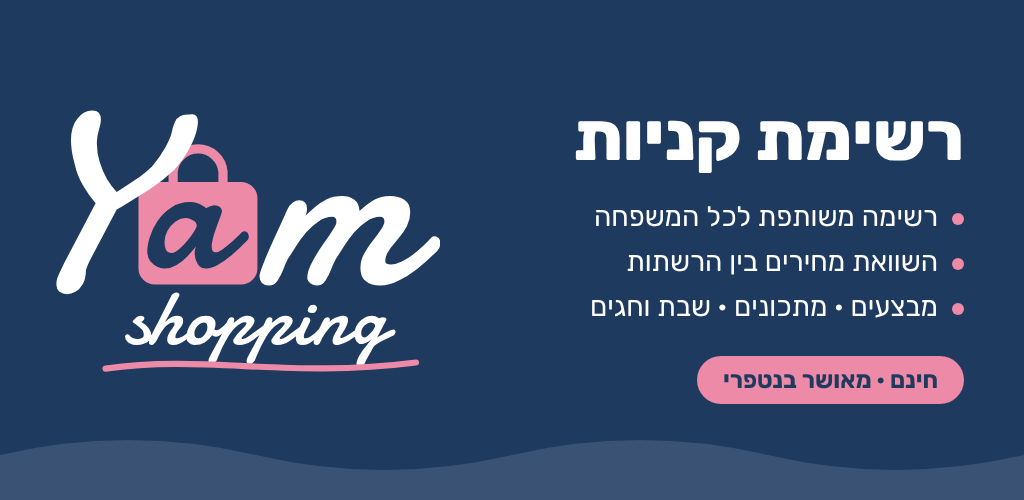 Yam
shopping
רשימת קניות
רשימה משותפת לכל המשפחה
השוואת מחירים בין הרשתות
מבצעים • מתכונים • שבת וחגים
חינם • מאושר בנטפרי